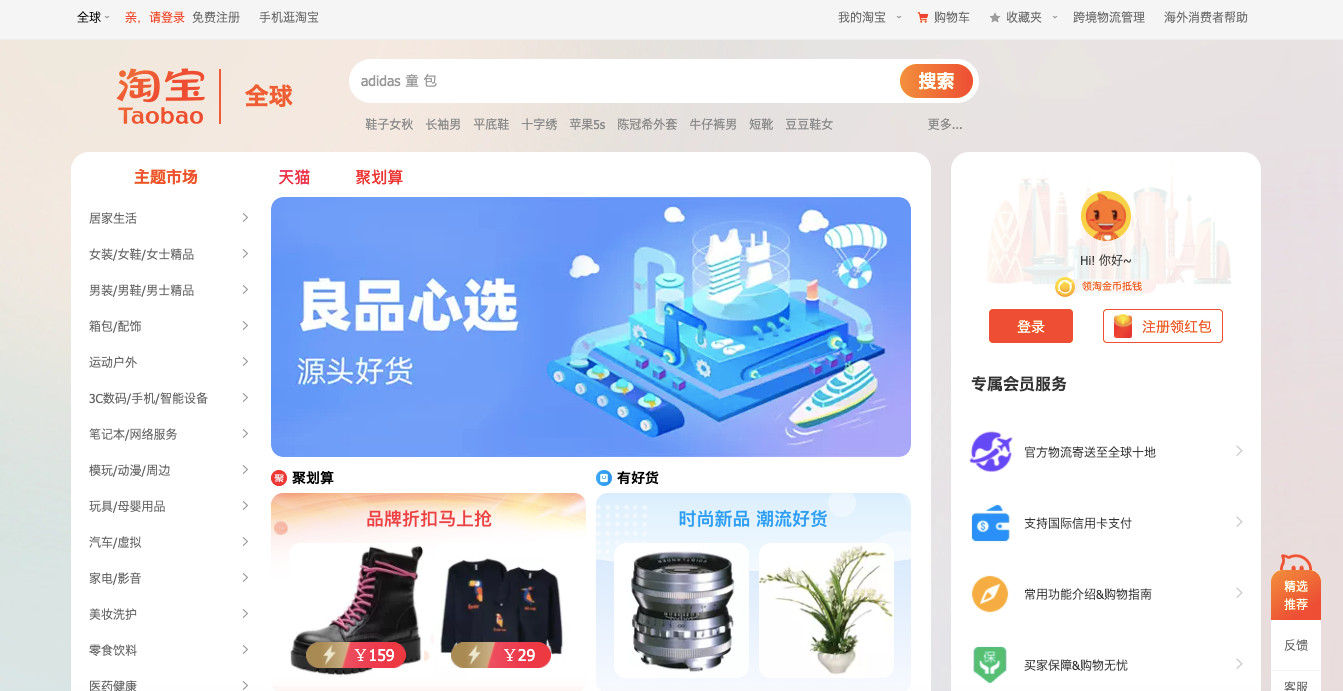 全球 亲，请登录 免费注册 手机逛淘宝 我的淘宝 购物车 收藏夹 跨境物流管理 海外消费者帮助
淘宝 Taobao 全球
adidas 童 包 搜索
鞋子女秋 长袖男 平底鞋 十字绣 苹果5s 陈冠希外套 牛仔裤男 短靴 豆豆鞋女 更多...
主题市场 天猫 聚划算
居家生活
女装/女鞋/女士精品
男装/男鞋/男士精品
箱包/配饰
运动户外
3C数码/手机/智能设备
笔记本/网络服务
模玩/动漫/周边
玩具/母婴用品
汽车/虚拟
家电/影音
美妆洗护
零食饮料
医药健康
良品心选
源头好货
聚 聚划算
品牌折扣马上抢
¥159
¥29
有好货
时尚新品 潮流好货
Hi! 你好~
领淘金币抵钱
登录 注册领红包
专属会员服务
官方物流寄送至全球十地
支持国际信用卡支付
常用功能介绍&购物指南
保 买家保障&购物无忧
精选
推荐
反馈
客服